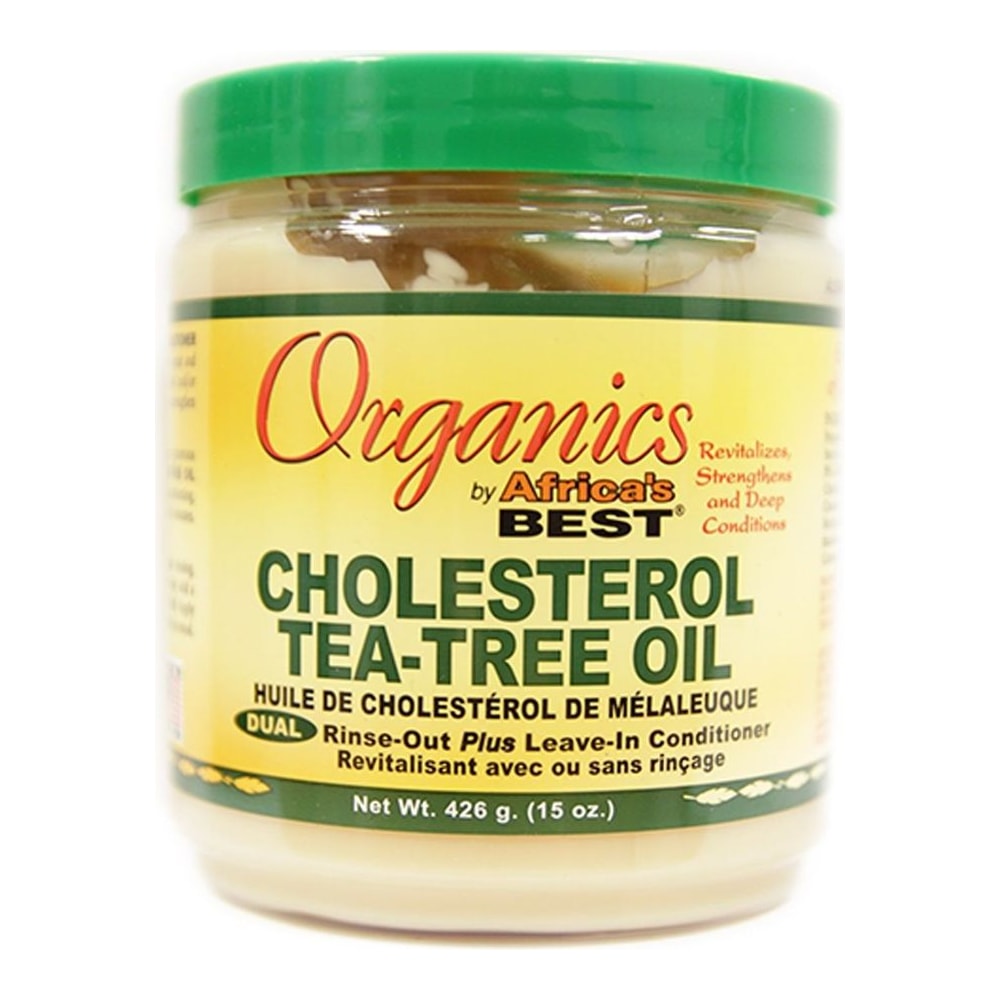 Organics
by Africa's
BEST®
Revitalizes,
Strengthens
and Deep
Conditions
CHOLESTEROL
TEA-TREE OIL
HUILE DE CHOLESTÉROL DE MÉLALEUQUE
DUAL Rinse-Out Plus Leave-In Conditioner
Revitalisant avec ou sans rinçage
Net Wt. 426 g. (15 oz.)